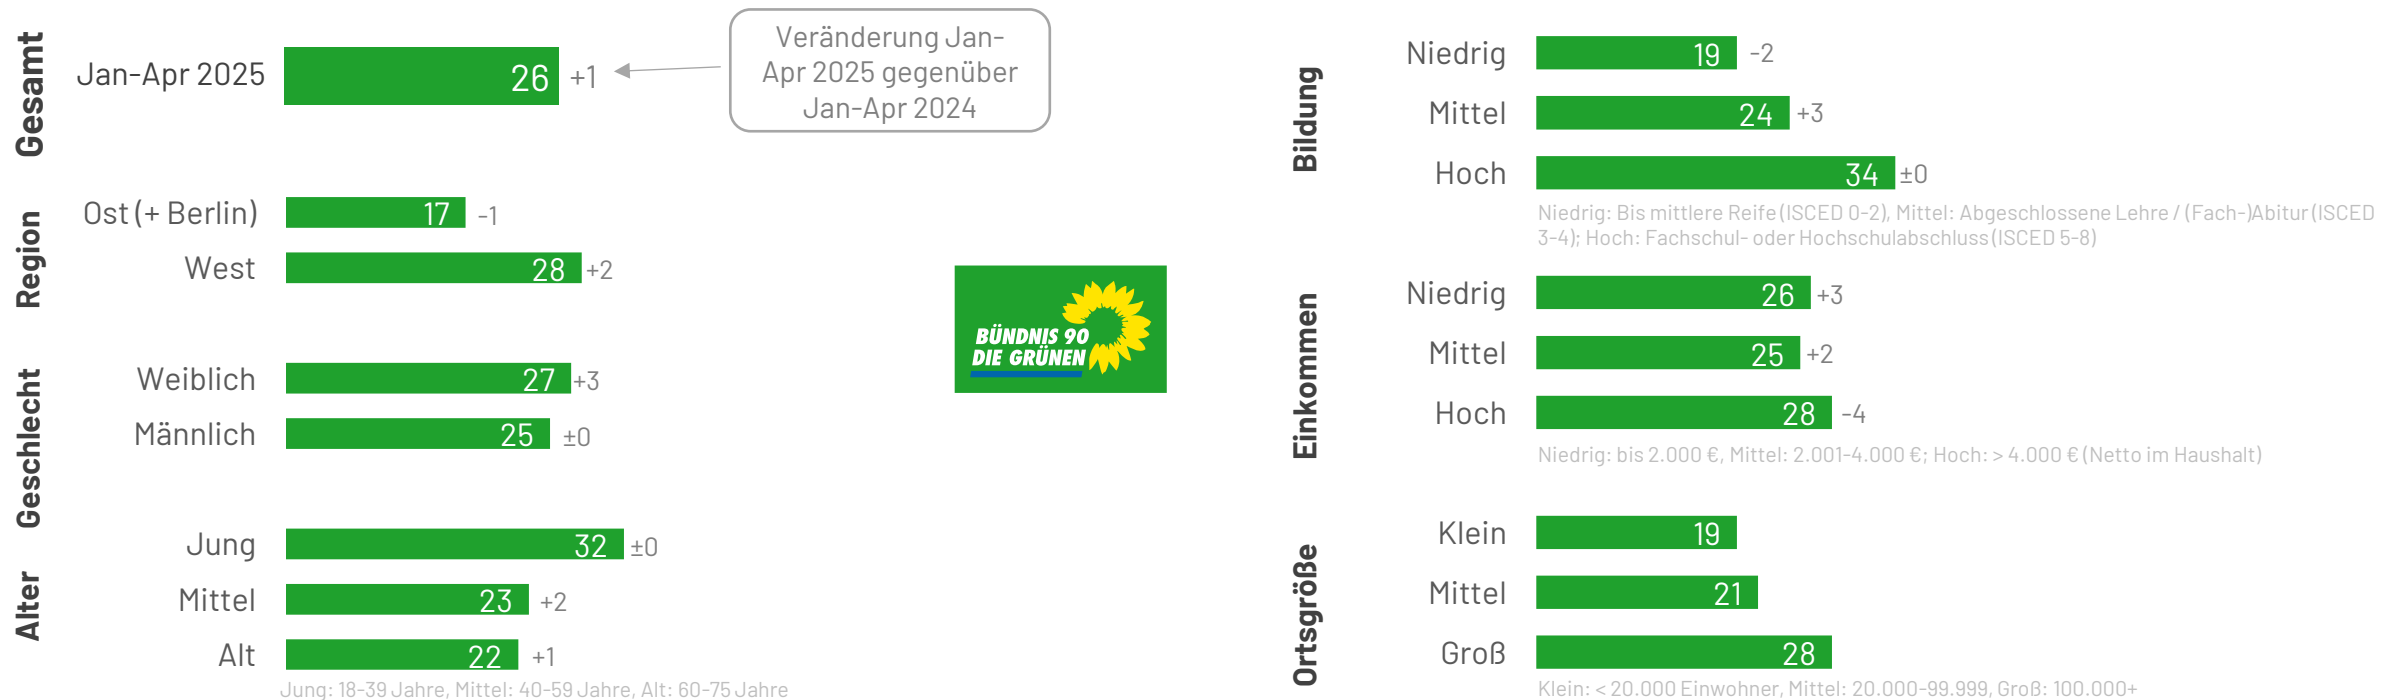 Gesamt
Jan-Apr 2025
26
+1
Veränderung Jan-
Apr 2025 gegenüber
Jan-Apr 2024
Region
Ost (+ Berlin)
17
-1
West
28
+2
Geschlecht
Weiblich
27
+3
Männlich
25
±0
Alter
Jung
32
±0
Mittel
23
+2
Alt
22
+1
Jung: 18-39 Jahre, Mittel: 40-59 Jahre, Alt: 60-75 Jahre
BÜNDNIS 90
DIE GRÜNEN
Bildung
Niedrig
19
-2
Mittel
24
+3
Hoch
34
±0
Niedrig: Bis mittlere Reife (ISCED 0-2), Mittel: Abgeschlossene Lehre / (Fach-)Abitur (ISCED
3-4); Hoch: Fachschul- oder Hochschulabschluss (ISCED 5-8)
Einkommen
Niedrig
26
+3
Mittel
25
+2
Hoch
28
-4
Niedrig: bis 2.000 €, Mittel: 2.001-4.000 €; Hoch: > 4.000 € (Netto im Haushalt)
Ortsgröße
Klein
19
Mittel
21
Groß
28
Klein: < 20.000 Einwohner, Mittel: 20.000-99.999, Groß: 100.000+